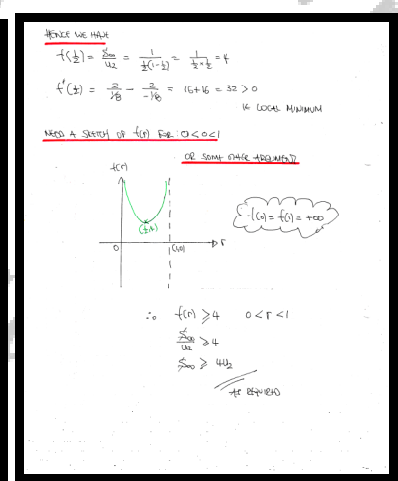 HENCE WE HAVE
f(½) = S∞/u₂ = 1/(½(1-½)) = 1/(½×½) = 4
f''(½) = 2/(1/8) - 2/(-1/8) = 16+16 = 32 > 0
IE LOCAL MINIMUM
NEED A SKETCH OF f(r) FOR: 0<r<1
OR SOME OTHER ARGUMENT
f(r)
f(0) = f(1) = +∞
(½,4)
O (1,0) r
∴ f(r) ⩾ 4 0<r<1
S∞/u₂ ⩾ 4
S∞ ⩾ 4u₂
AS REQUIRED